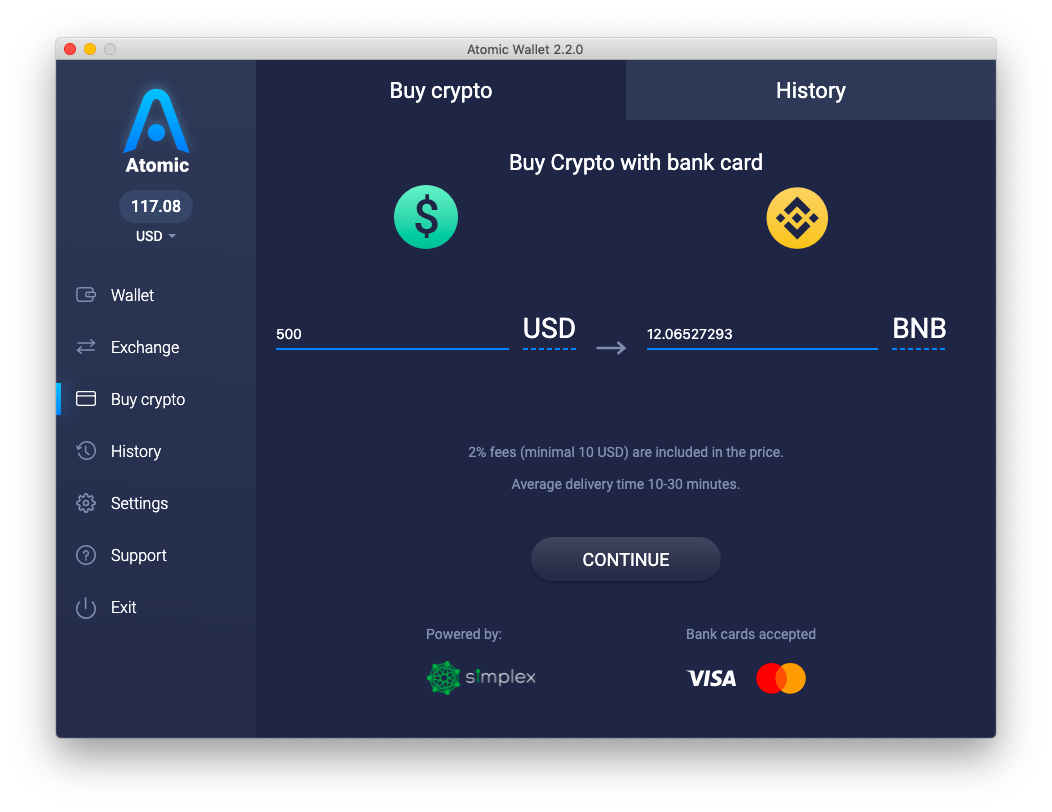 Atomic Wallet 2.2.0
Atomic
117.08
USD
Wallet
Exchange
Buy crypto
History
Settings
Support
Exit
Buy crypto
History
Buy Crypto with bank card
$
500 USD 12.06527293 BNB
2% fees (minimal 10 USD) are included in the price.
Average delivery time 10-30 minutes.
CONTINUE
Powered by: Bank cards accepted
simplex VISA